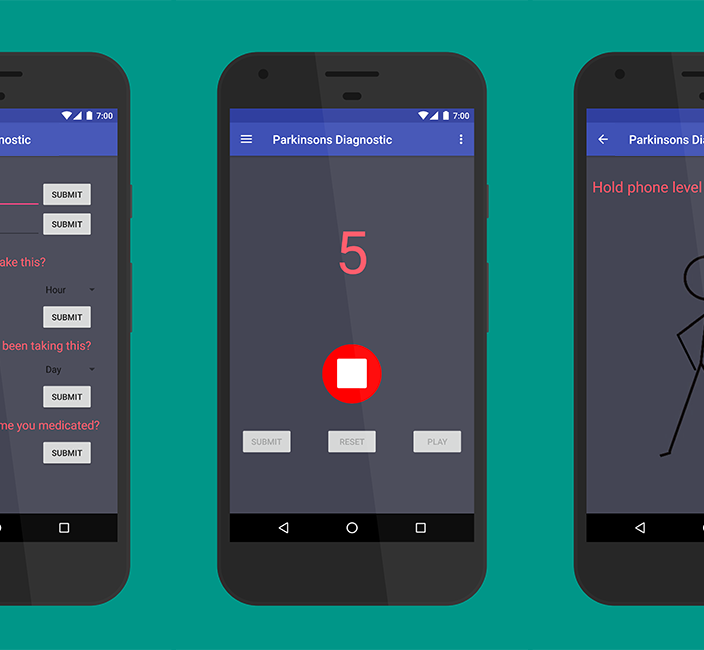 7:00
nostic
SUBMIT
SUBMIT
ake this?
Hour
SUBMIT
been taking this?
Day
SUBMIT
me you medicated?
SUBMIT
7:00
Parkinsons Diagnostic
5
SUBMIT RESET PLAY
Parkinsons Di
Hold phone level